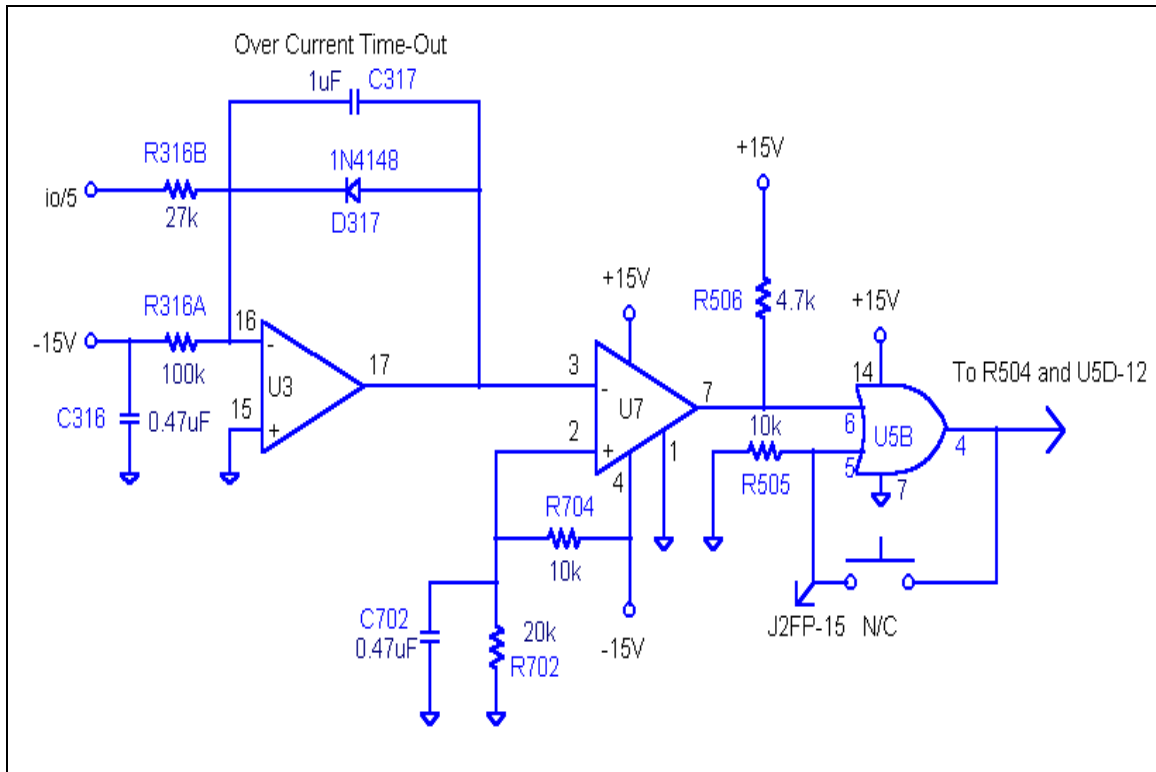 Over Current Time-Out
1uF C317
R316B
1N4148
+15V
io/5
27k
D317
+15V
R506 4.7k
+15V
R316A
-15V
16
-
100k
U3
17
3
-
U7
7
14
To R504 and U5D-12
C316 0.47uF
15
+
2
+
1
10k
6
U5B
4
R505
5
7
4
R704
10k
C702
0.47uF
20k
R702
-15V
J2FP-15 N/C